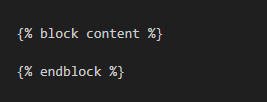 {% block content %}
{% endblock %}